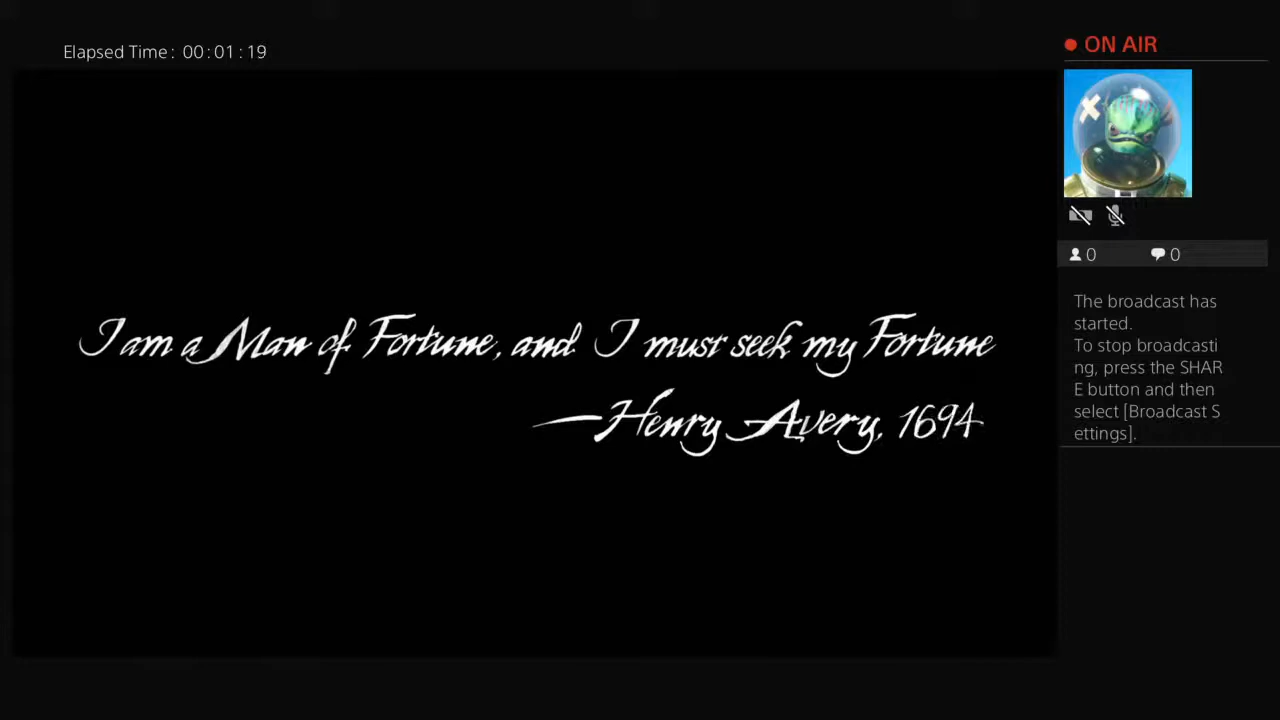 Elapsed Time: 00:01:19
ON AIR
I am a Man of Fortune, and I must seek my Fortune
—Henry Avery, 1694
0 0
The broadcast has
started.
To stop broadcasti
ng, press the SHAR
E button and then
select [Broadcast S
ettings].